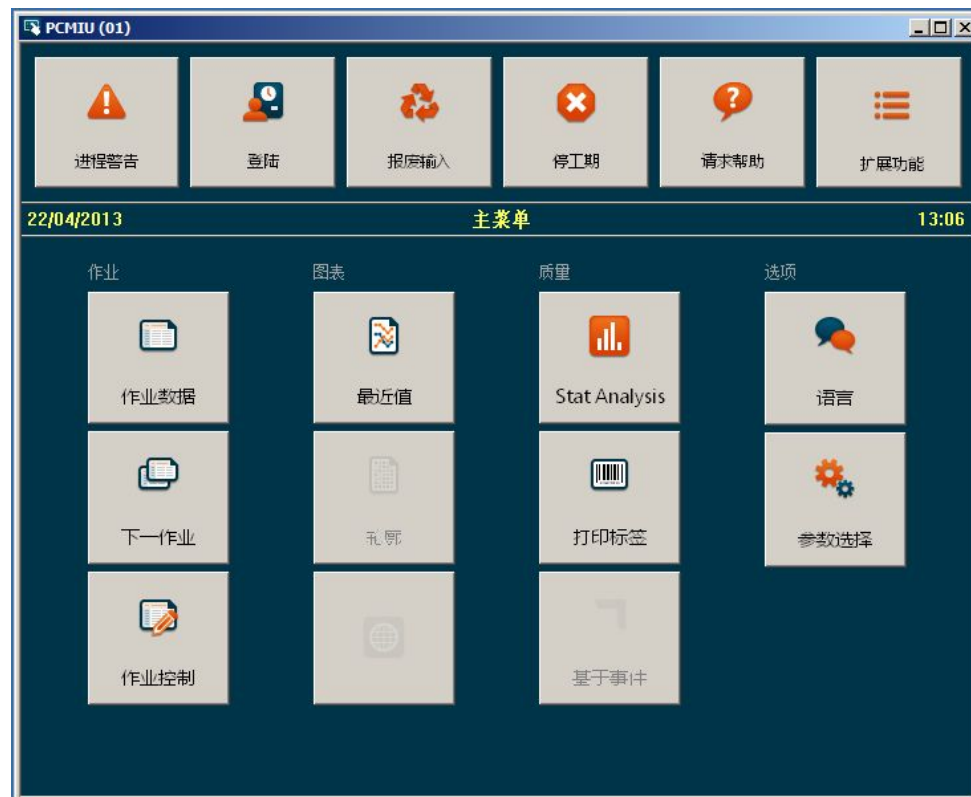 PCMIU (01)
进程警告 登陆 报废输入 停工期 请求帮助 扩展功能
22/04/2013 主菜单 13:06
作业 图表 质量 选项
作业数据 最近值 Stat Analysis 语言
下一作业 轮廓 打印标签 参数选择
作业控制 基于事件